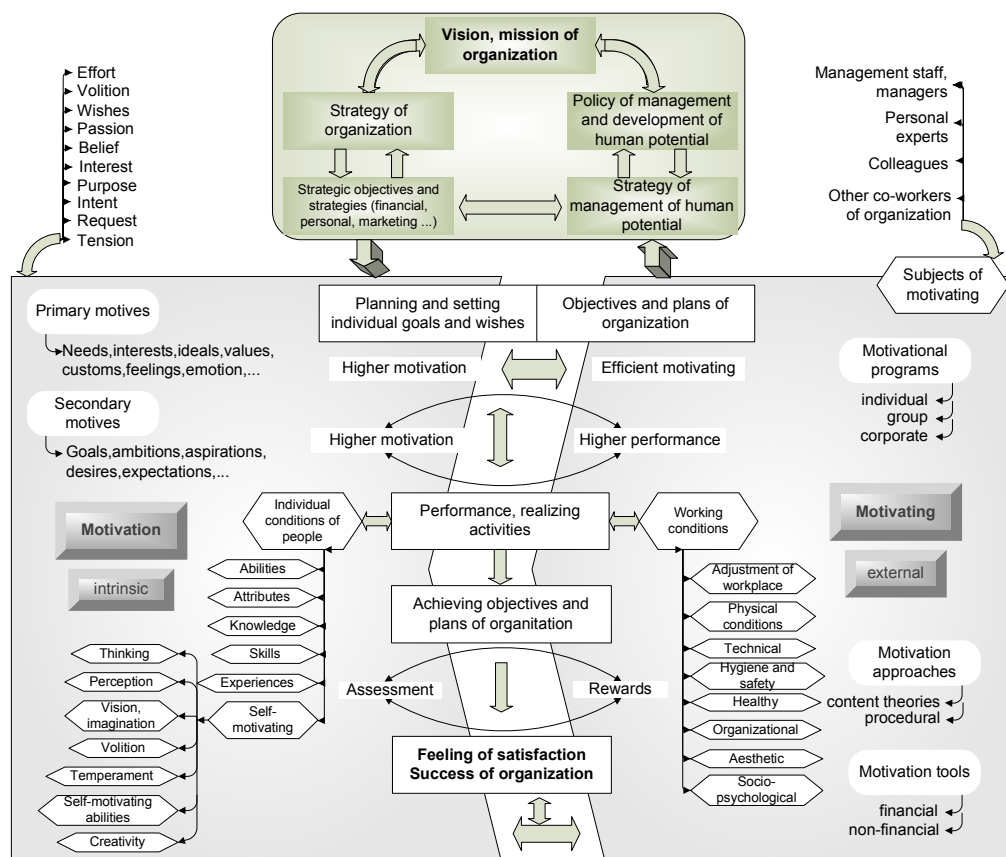 Vision, mission of
organization
Strategy of
organization
Policy of management
and development of
human potential
Strategic objectives and
strategies (financial,
personal, marketing ...)
Strategy of
management of human
potential
Effort
Volition
Wishes
Passion
Belief
Interest
Purpose
Intent
Request
Tension
Management staff,
managers
Personal
experts
Colleagues
Other co-workers
of organization
Subjects of
motivating
Primary motives
Needs,interests,ideals,values,
customs,feelings,emotion,...
Secondary
motives
Goals,ambitions,aspirations,
desires,expectations,...
Motivation
intrinsic
Planning and setting
individual goals and wishes
Objectives and plans of
organization
Higher motivation
Efficient motivating
Higher motivation
Higher performance
Individual
conditions of
people
Performance, realizing
activities
Working
conditions
Abilities
Attributes
Knowledge
Skills
Experiences
Self-
motivating
Thinking
Perception
Vision,
imagination
Volition
Temperament
Self-motivating
abilities
Creativity
Achieving objectives and
plans of organitation
Assessment
Rewards
Feeling of satisfaction
Success of organization
Adjustment of
workplace
Physical
conditions
Technical
Hygiene and
safety
Healthy
Organizational
Aesthetic
Socio-
psychological
Motivational
programs
individual
group
corporate
Motivating
external
Motivation
approaches
content theories
procedural
Motivation tools
financial
non-financial